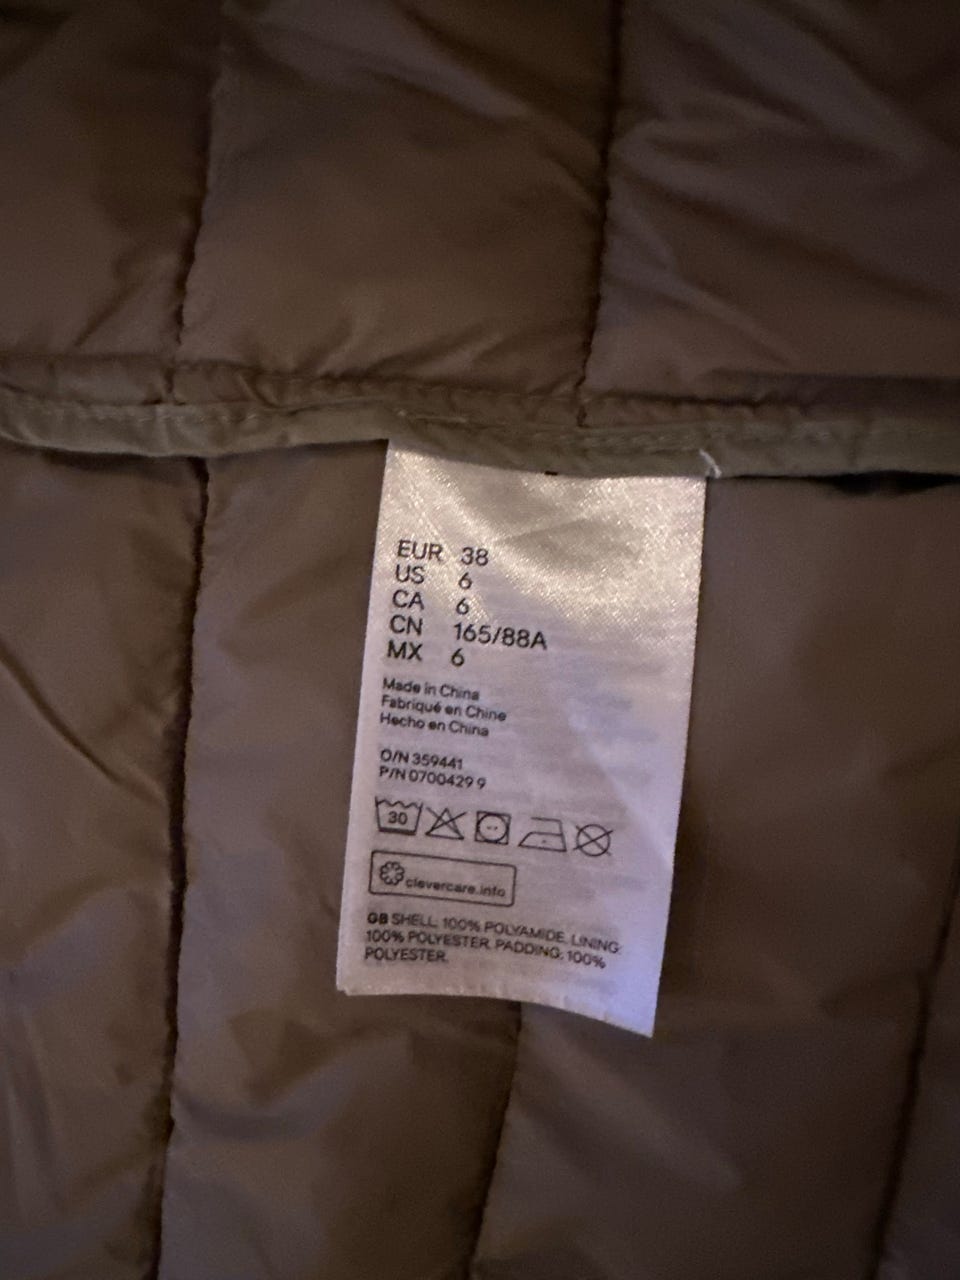 EUR 38
US 6
CA 6
CN 165/88A
MX 6
Made in China
Fabriqué en Chine
Hecho en China
O/N 359441
P/N 0700429 9
30
clevercare.info
GB SHELL: 100% POLYAMIDE. LINING:
100% POLYESTER. PADDING: 100%
POLYESTER.